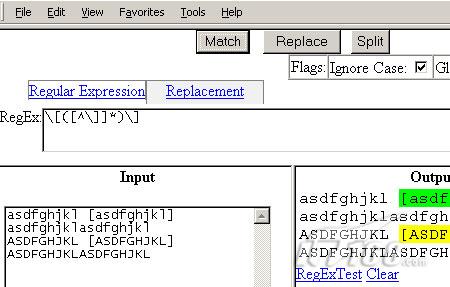 File Edit View Favorites Tools Help
Match Replace Split
Flags: Ignore Case: Gl
Regular Expression Replacement
RegEx: \[([^\]]*)\]
Input
asdfghjkl [asdfghjkl]
asdfghjklasdfghjkl
ASDFGHJKL [ASDFGHJKL]
ASDFGHJKLASDFGHJKL
Outpu
asdfghjkl [asdf
asdfghjklasdfgh
ASDFGHJKL [ASDF
ASDFGHJKLASDFGH
RegExTest Clear